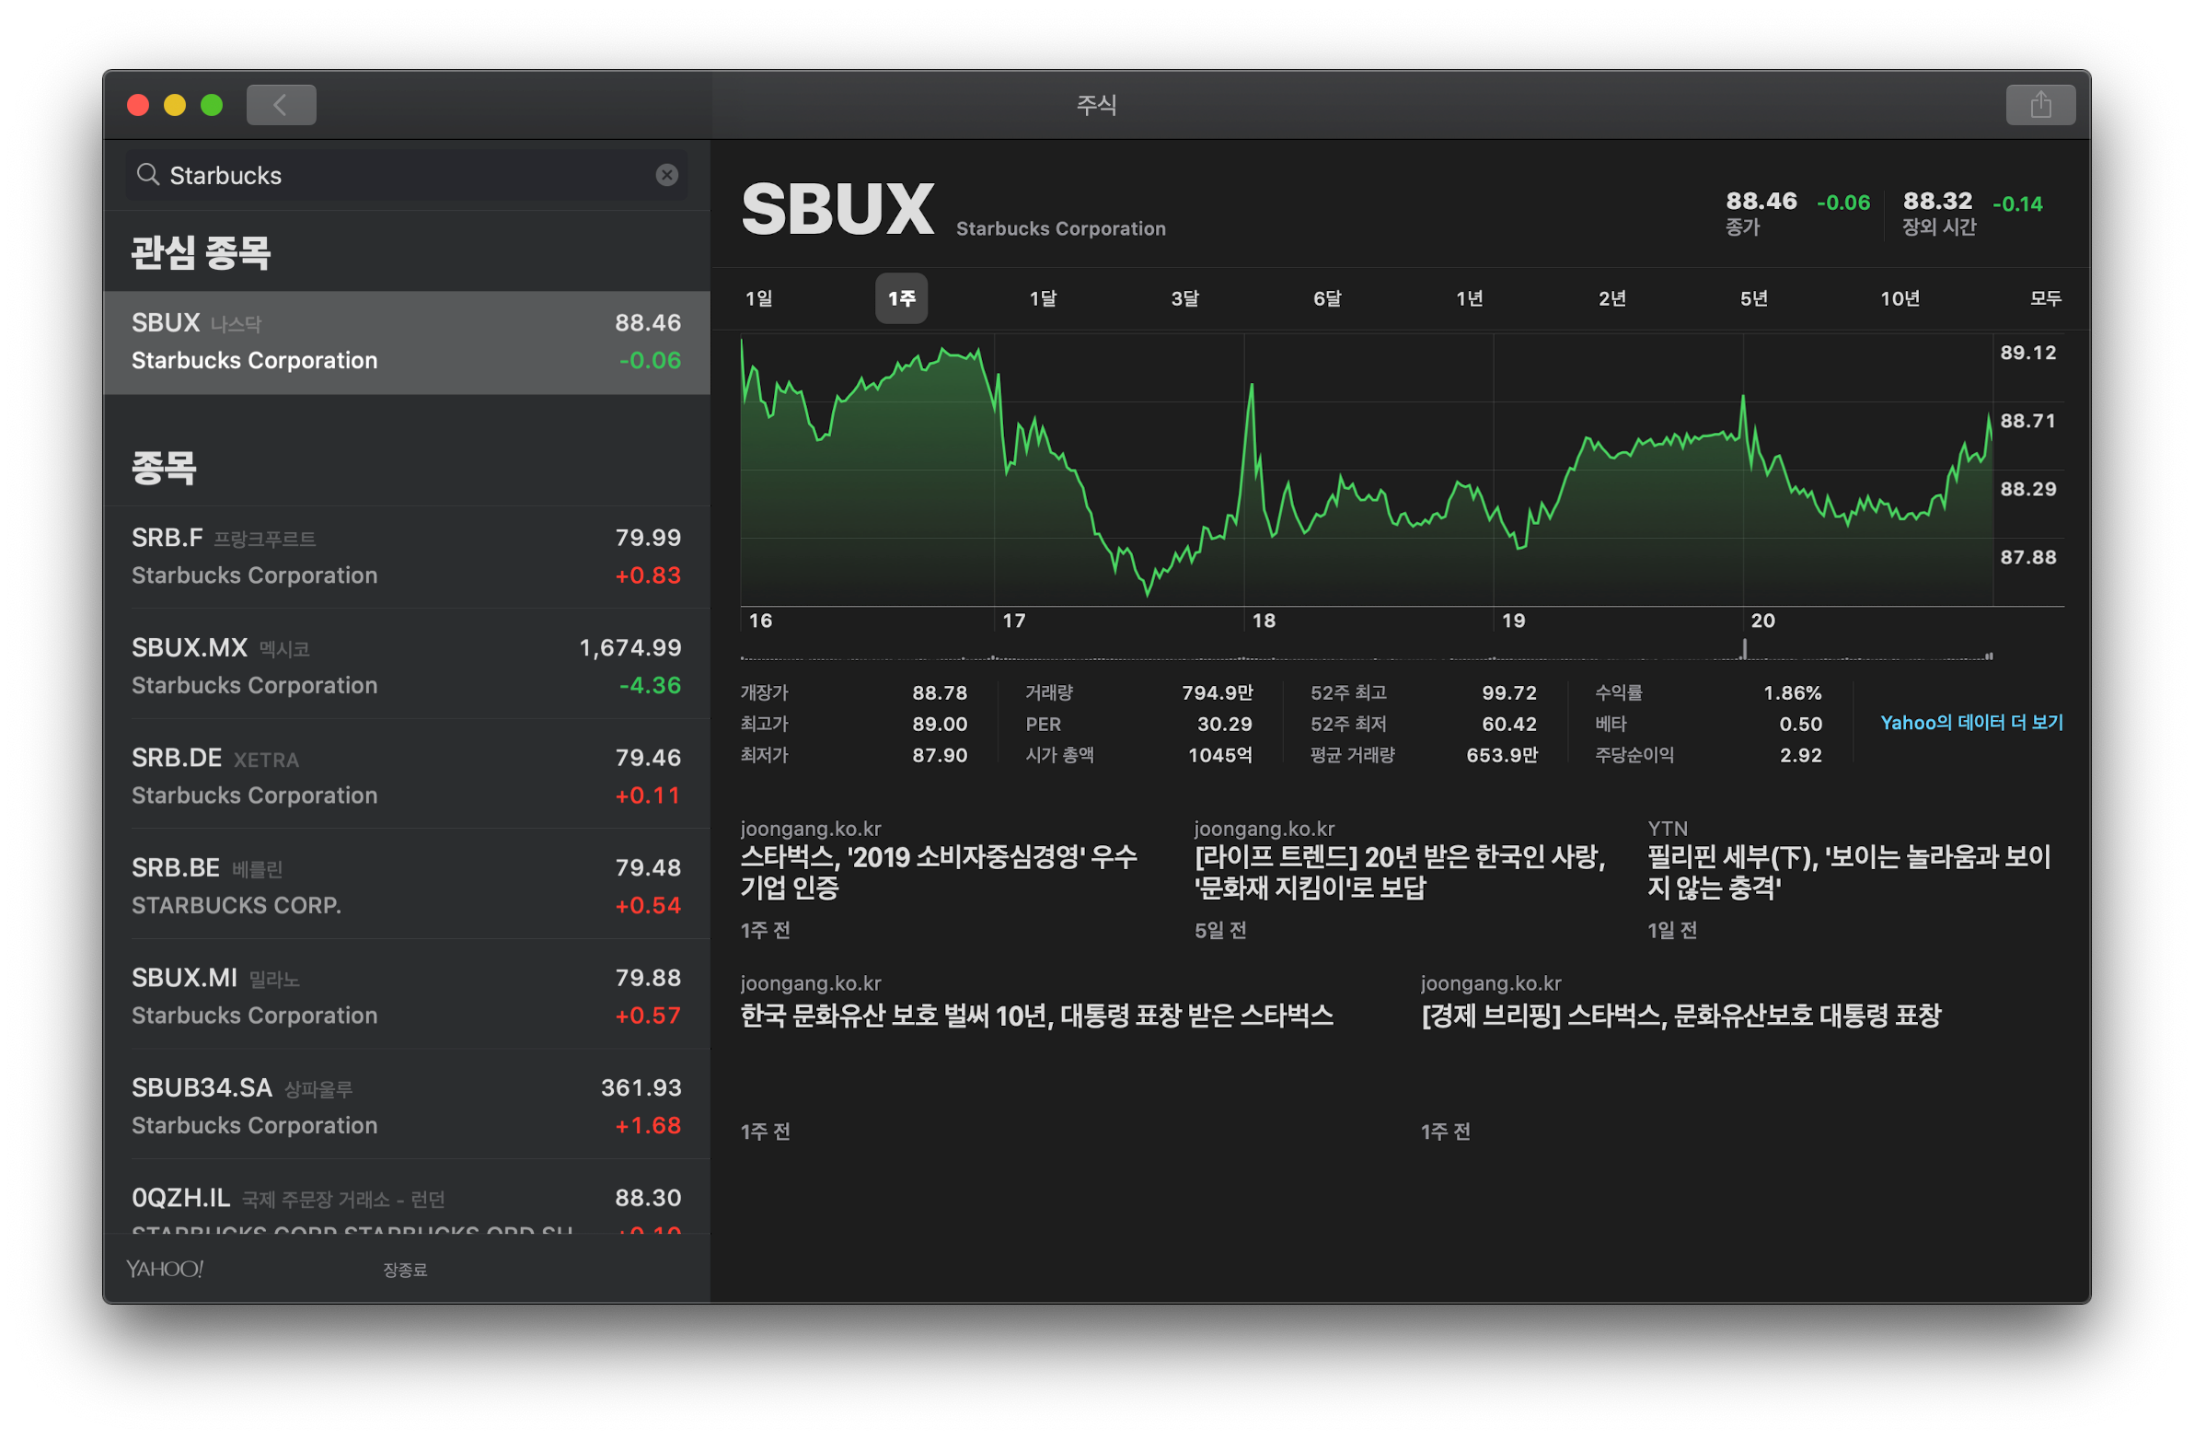 주식
Starbucks
관심 종목
SBUX 나스닥 88.46
Starbucks Corporation -0.06
종목
SRB.F 프랑크푸르트 79.99
Starbucks Corporation +0.83
SBUX.MX 멕시코 1,674.99
Starbucks Corporation -4.36
SRB.DE XETRA 79.46
Starbucks Corporation +0.11
SRB.BE 베를린 79.48
STARBUCKS CORP. +0.54
SBUX.MI 밀라노 79.88
Starbucks Corporation +0.57
SBUB34.SA 상파울루 361.93
Starbucks Corporation +1.68
0QZH.IL 국제 주문장 거래소 - 런던 88.30
STARBUCKS CORP STARBUCKS ORD SH +0.10
YAHOO! 장종료
SBUX Starbucks Corporation
88.46 -0.06 88.32 -0.14
종가 장외 시간
1일 1주 1달 3달 6달 1년 2년 5년 10년 모두
89.12
88.71
88.29
87.88
16 17 18 19 20
개장가 88.78 거래량 794.9만 52주 최고 99.72 수익률 1.86%
최고가 89.00 PER 30.29 52주 최저 60.42 베타 0.50 Yahoo의 데이터 더 보기
최저가 87.90 시가 총액 1045억 평균 거래량 653.9만 주당순이익 2.92
joongang.ko.kr
스타벅스, '2019 소비자중심경영' 우수
기업 인증
1주 전
joongang.ko.kr
[라이프 트렌드] 20년 받은 한국인 사랑,
'문화재 지킴이'로 보답
5일 전
YTN
필리핀 세부(下), '보이는 놀라움과 보이
지 않는 충격'
1일 전
joongang.ko.kr
한국 문화유산 보호 벌써 10년, 대통령 표창 받은 스타벅스
1주 전
joongang.ko.kr
[경제 브리핑] 스타벅스, 문화유산보호 대통령 표창
1주 전